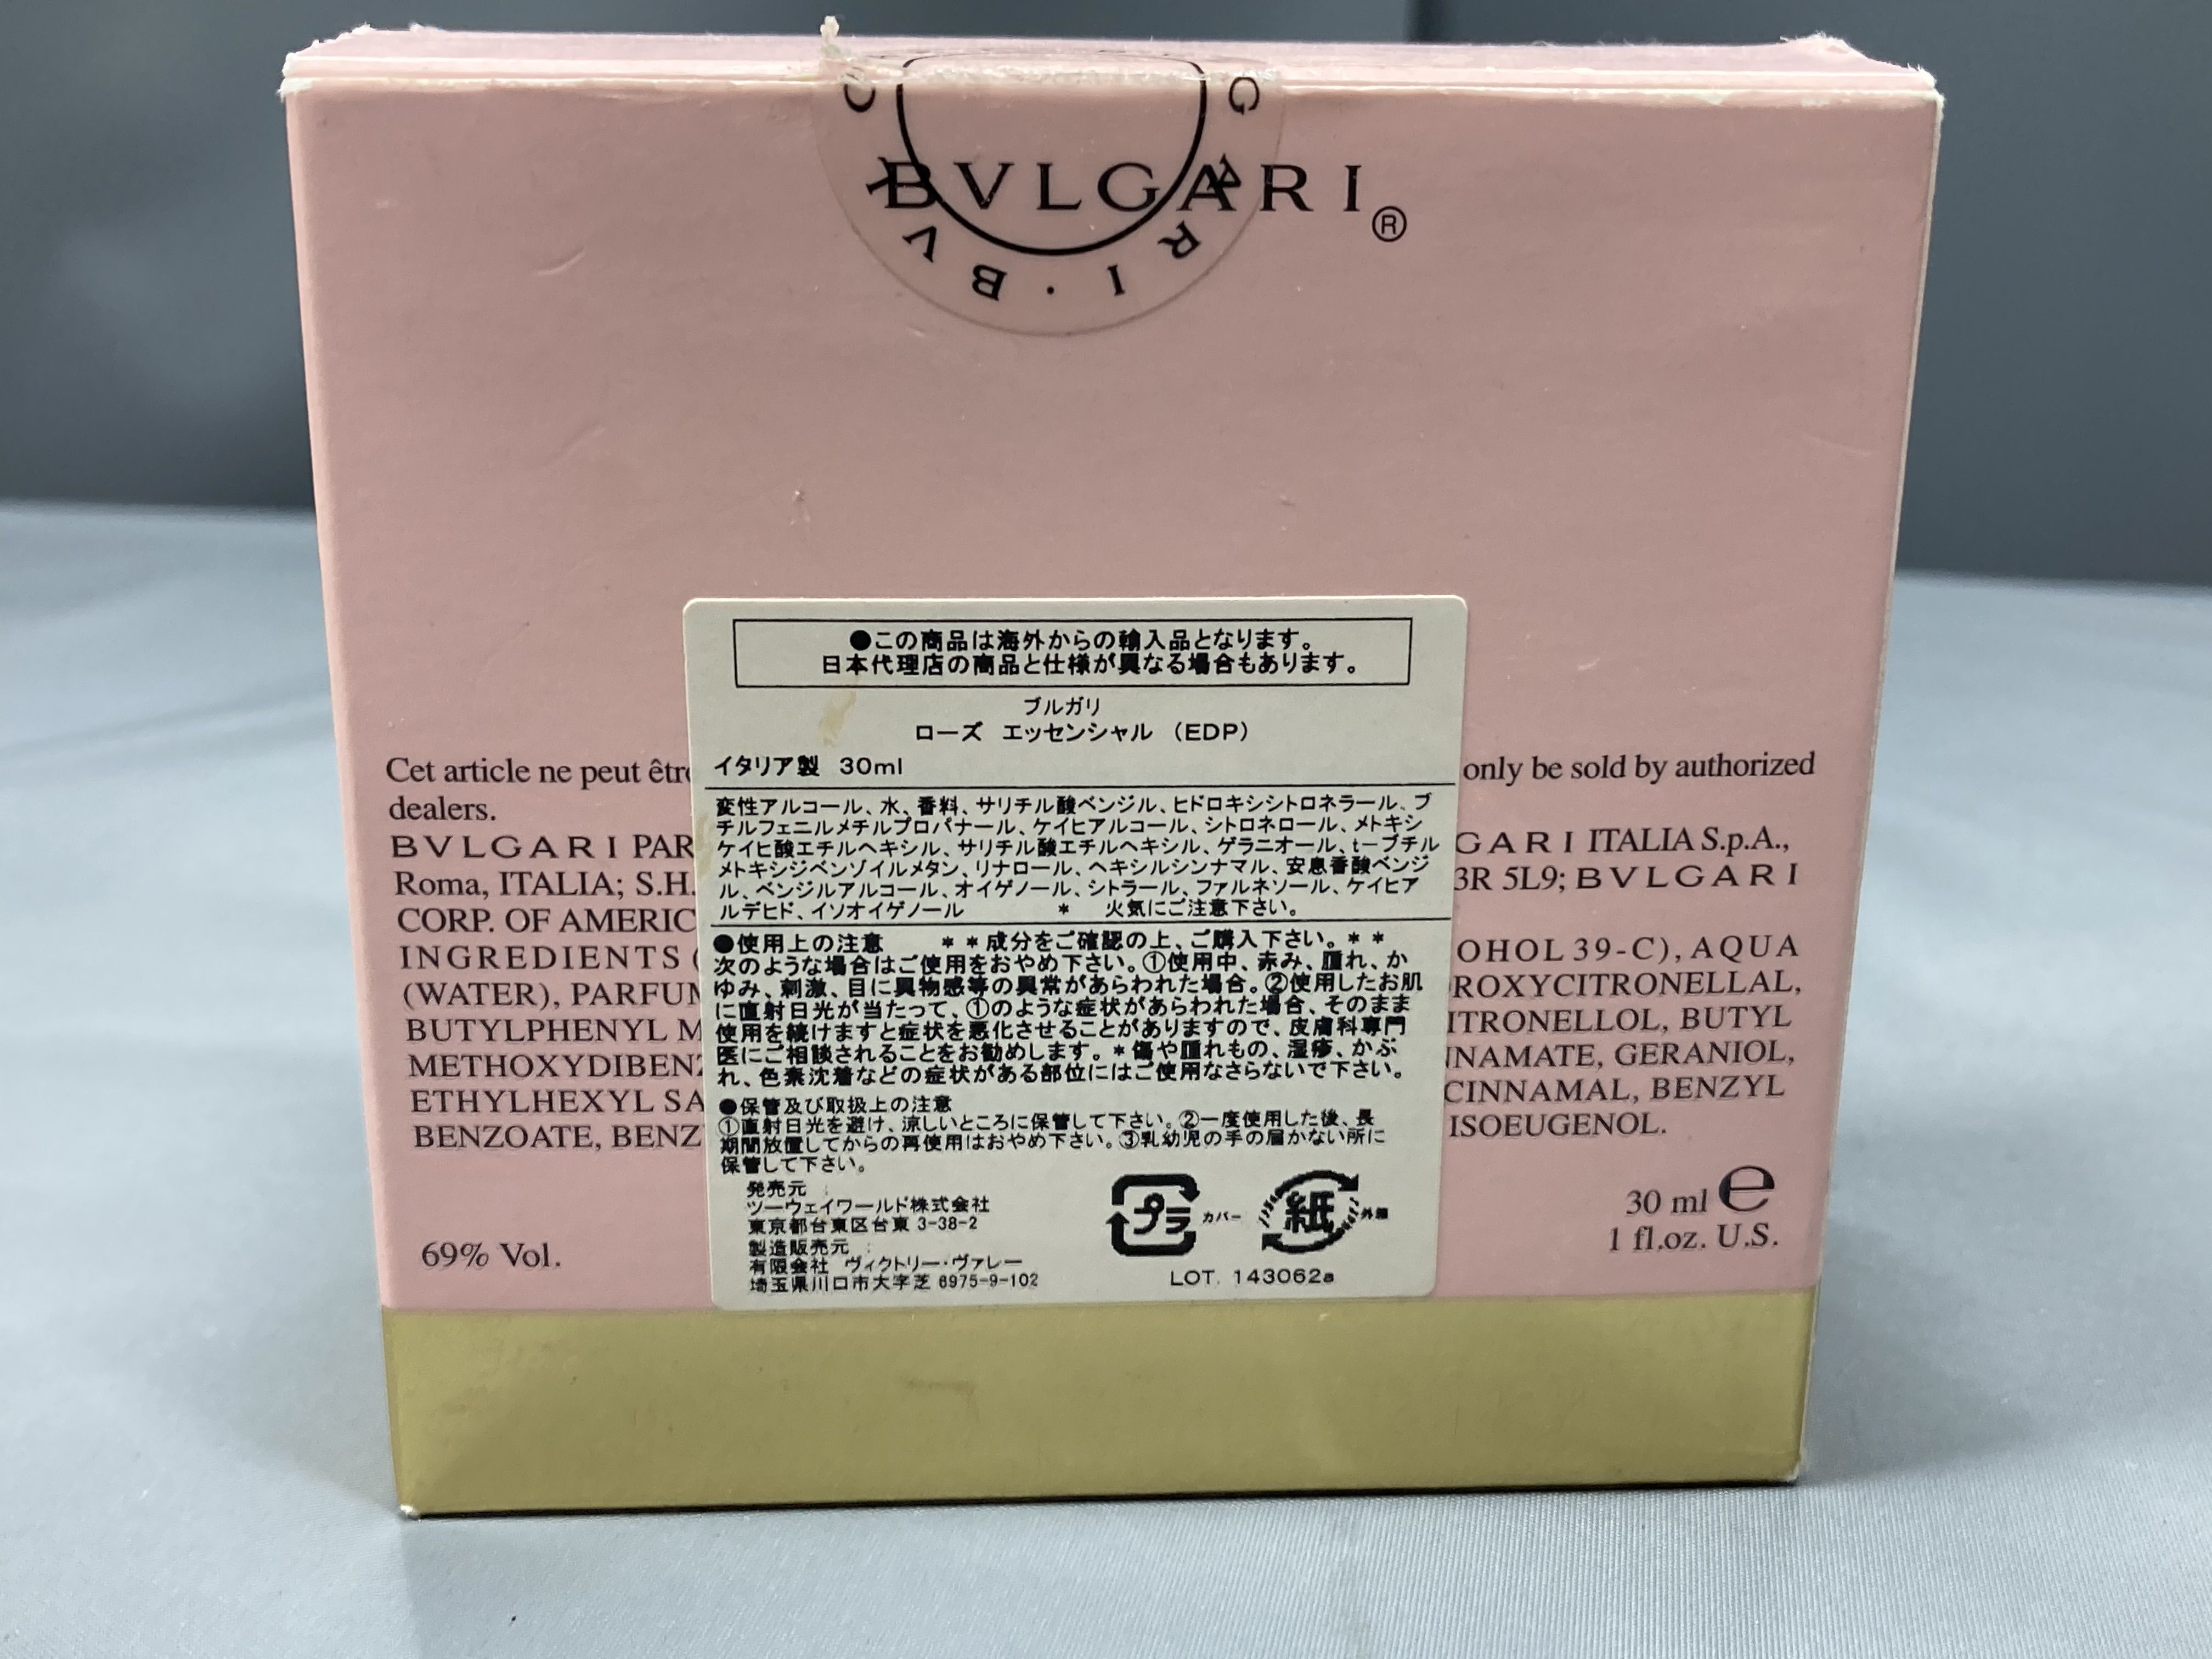 BVLGARI®
BVLGARI · BVLG
●この商品は海外からの輸入品となります。
日本代理店の商品と仕様が異なる場合もあります。
ブルガリ
ローズ エッセンシャル (EDP)
イタリア製 30ml
変性アルコール、水、香料、サリチル酸ベンジル、ヒドロキシシトロネラール、ブ
チルフェニルメチルプロパナール、ケイヒアルコール、シトロネロール、メトキシ
ケイヒ酸エチルヘキシル、サリチル酸エチルヘキシル、ゲラニオール、t-ブチル
メトキシジベンゾイルメタン、リナロール、ヘキシルシンナマル、安息香酸ベンジ
ル、ベンジルアルコール、オイゲノール、シトラール、ファルネソール、ケイヒア
ルデヒド、イソオイゲノール * 火気にご注意下さい。
●使用上の注意 **成分をご確認の上、ご購入下さい。**
次のような場合はご使用をおやめ下さい。①使用中、赤み、腫れ、か
ゆみ、刺激、目に異物感等の異常があらわれた場合。②使用したお肌
に直射日光が当たって、①のような症状があらわれた場合、そのまま
使用を続けますと症状を悪化させることがありますので、皮膚科専門
医にご相談されることをお勧めします。*傷や腫れもの、湿疹、かぶ
れ、色素沈着などの症状がある部位にはご使用なさらないで下さい。
●保管及び取扱上の注意
①直射日光を避け、涼しいところに保管して下さい。②一度使用した後、長
期間放置してからの再使用はおやめ下さい。③乳幼児の手の届かない所に
保管して下さい。
発売元 :
ツーウェイワールド株式会社
東京都台東区台東 3-38-2
製造販売元 :
有限会社 ヴィクトリー・ヴァレー
埼玉県川口市大字芝 6975-9-102
プラ カバー 紙 外箱
LOT. 143062a
Cet article ne peut être only be sold by authorized
dealers.
BVLGARI PAR GARI ITALIA S.p.A.,
Roma, ITALIA; S.H. 3R 5L9; BVLGARI
CORP. OF AMERIC
INGREDIENTS ( OHOL 39-C), AQUA
(WATER), PARFUM ROXYCITRONELLAL,
BUTYLPHENYL M ITRONELLOL, BUTYL
METHOXYDIBENZ NNAMATE, GERANIOL,
ETHYLHEXYL SA CINNAMAL, BENZYL
BENZOATE, BENZ ISOEUGENOL.
30 ml e
1 fl.oz. U.S.
69% Vol.